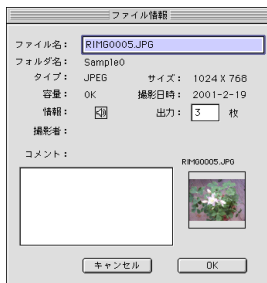 ファイル情報
ファイル名： RIMG0005.JPG
フォルダ名： Sample0
タイプ： JPEG サイズ： 1024 X 768
容量： 0K 撮影日時： 2001-2-19
情報： 出力： 3 枚
撮影者：
コメント：
RIMG0005.JPG
キャンセル OK